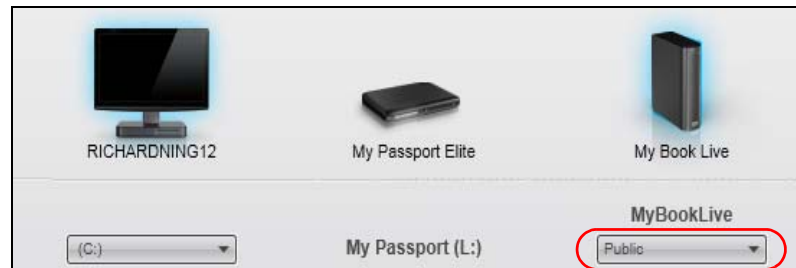 RICHARDNING12 My Passport Elite My Book Live
MyBookLive
(C:) My Passport (L:) Public